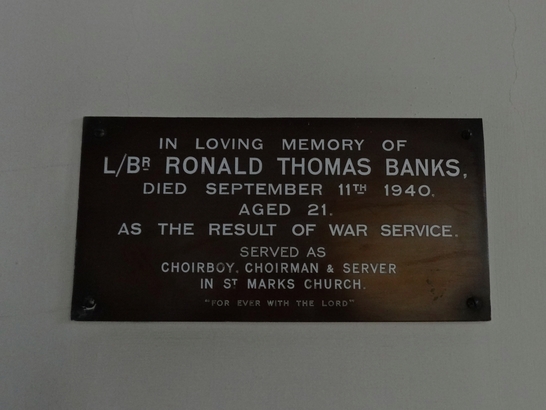 IN LOVING MEMORY OF
L/BR RONALD THOMAS BANKS,
DIED SEPTEMBER 11TH 1940.
AGED 21.
AS THE RESULT OF WAR SERVICE.
SERVED AS
CHOIRBOY, CHOIRMAN & SERVER
IN ST MARKS CHURCH.
"FOR EVER WITH THE LORD"